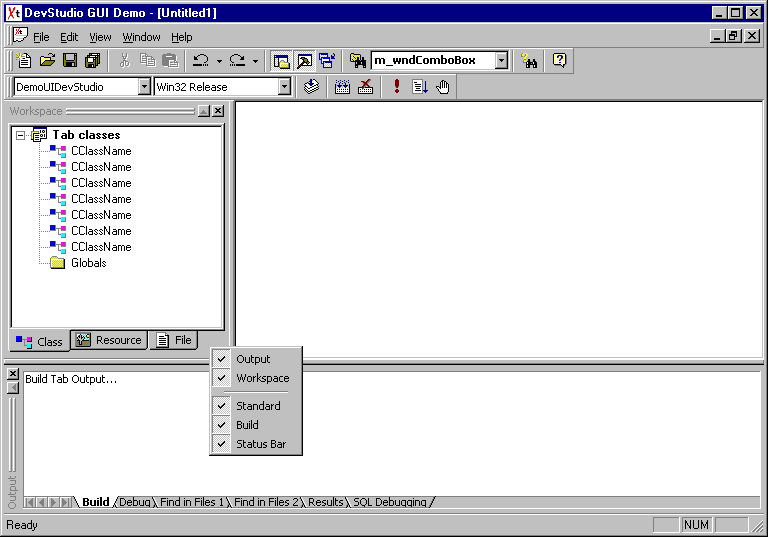 DevStudio GUI Demo - [Untitled1]
File Edit View Window Help
m_wndComboBox
DemoUIDevStudio Win32 Release
Workspace
Tab classes
CClassName
CClassName
CClassName
CClassName
CClassName
CClassName
CClassName
Globals
Class Resource File
Output
Workspace
Standard
Build
Status Bar
Build Tab Output...
Output
Build Debug Find in Files 1 Find in Files 2 Results SQL Debugging
Ready NUM